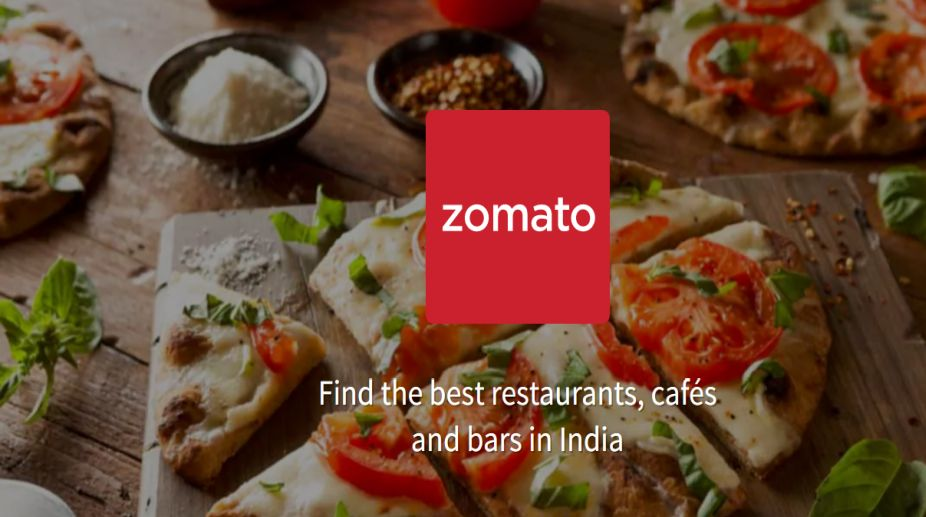 zomato
Find the best restaurants, cafés
and bars in India